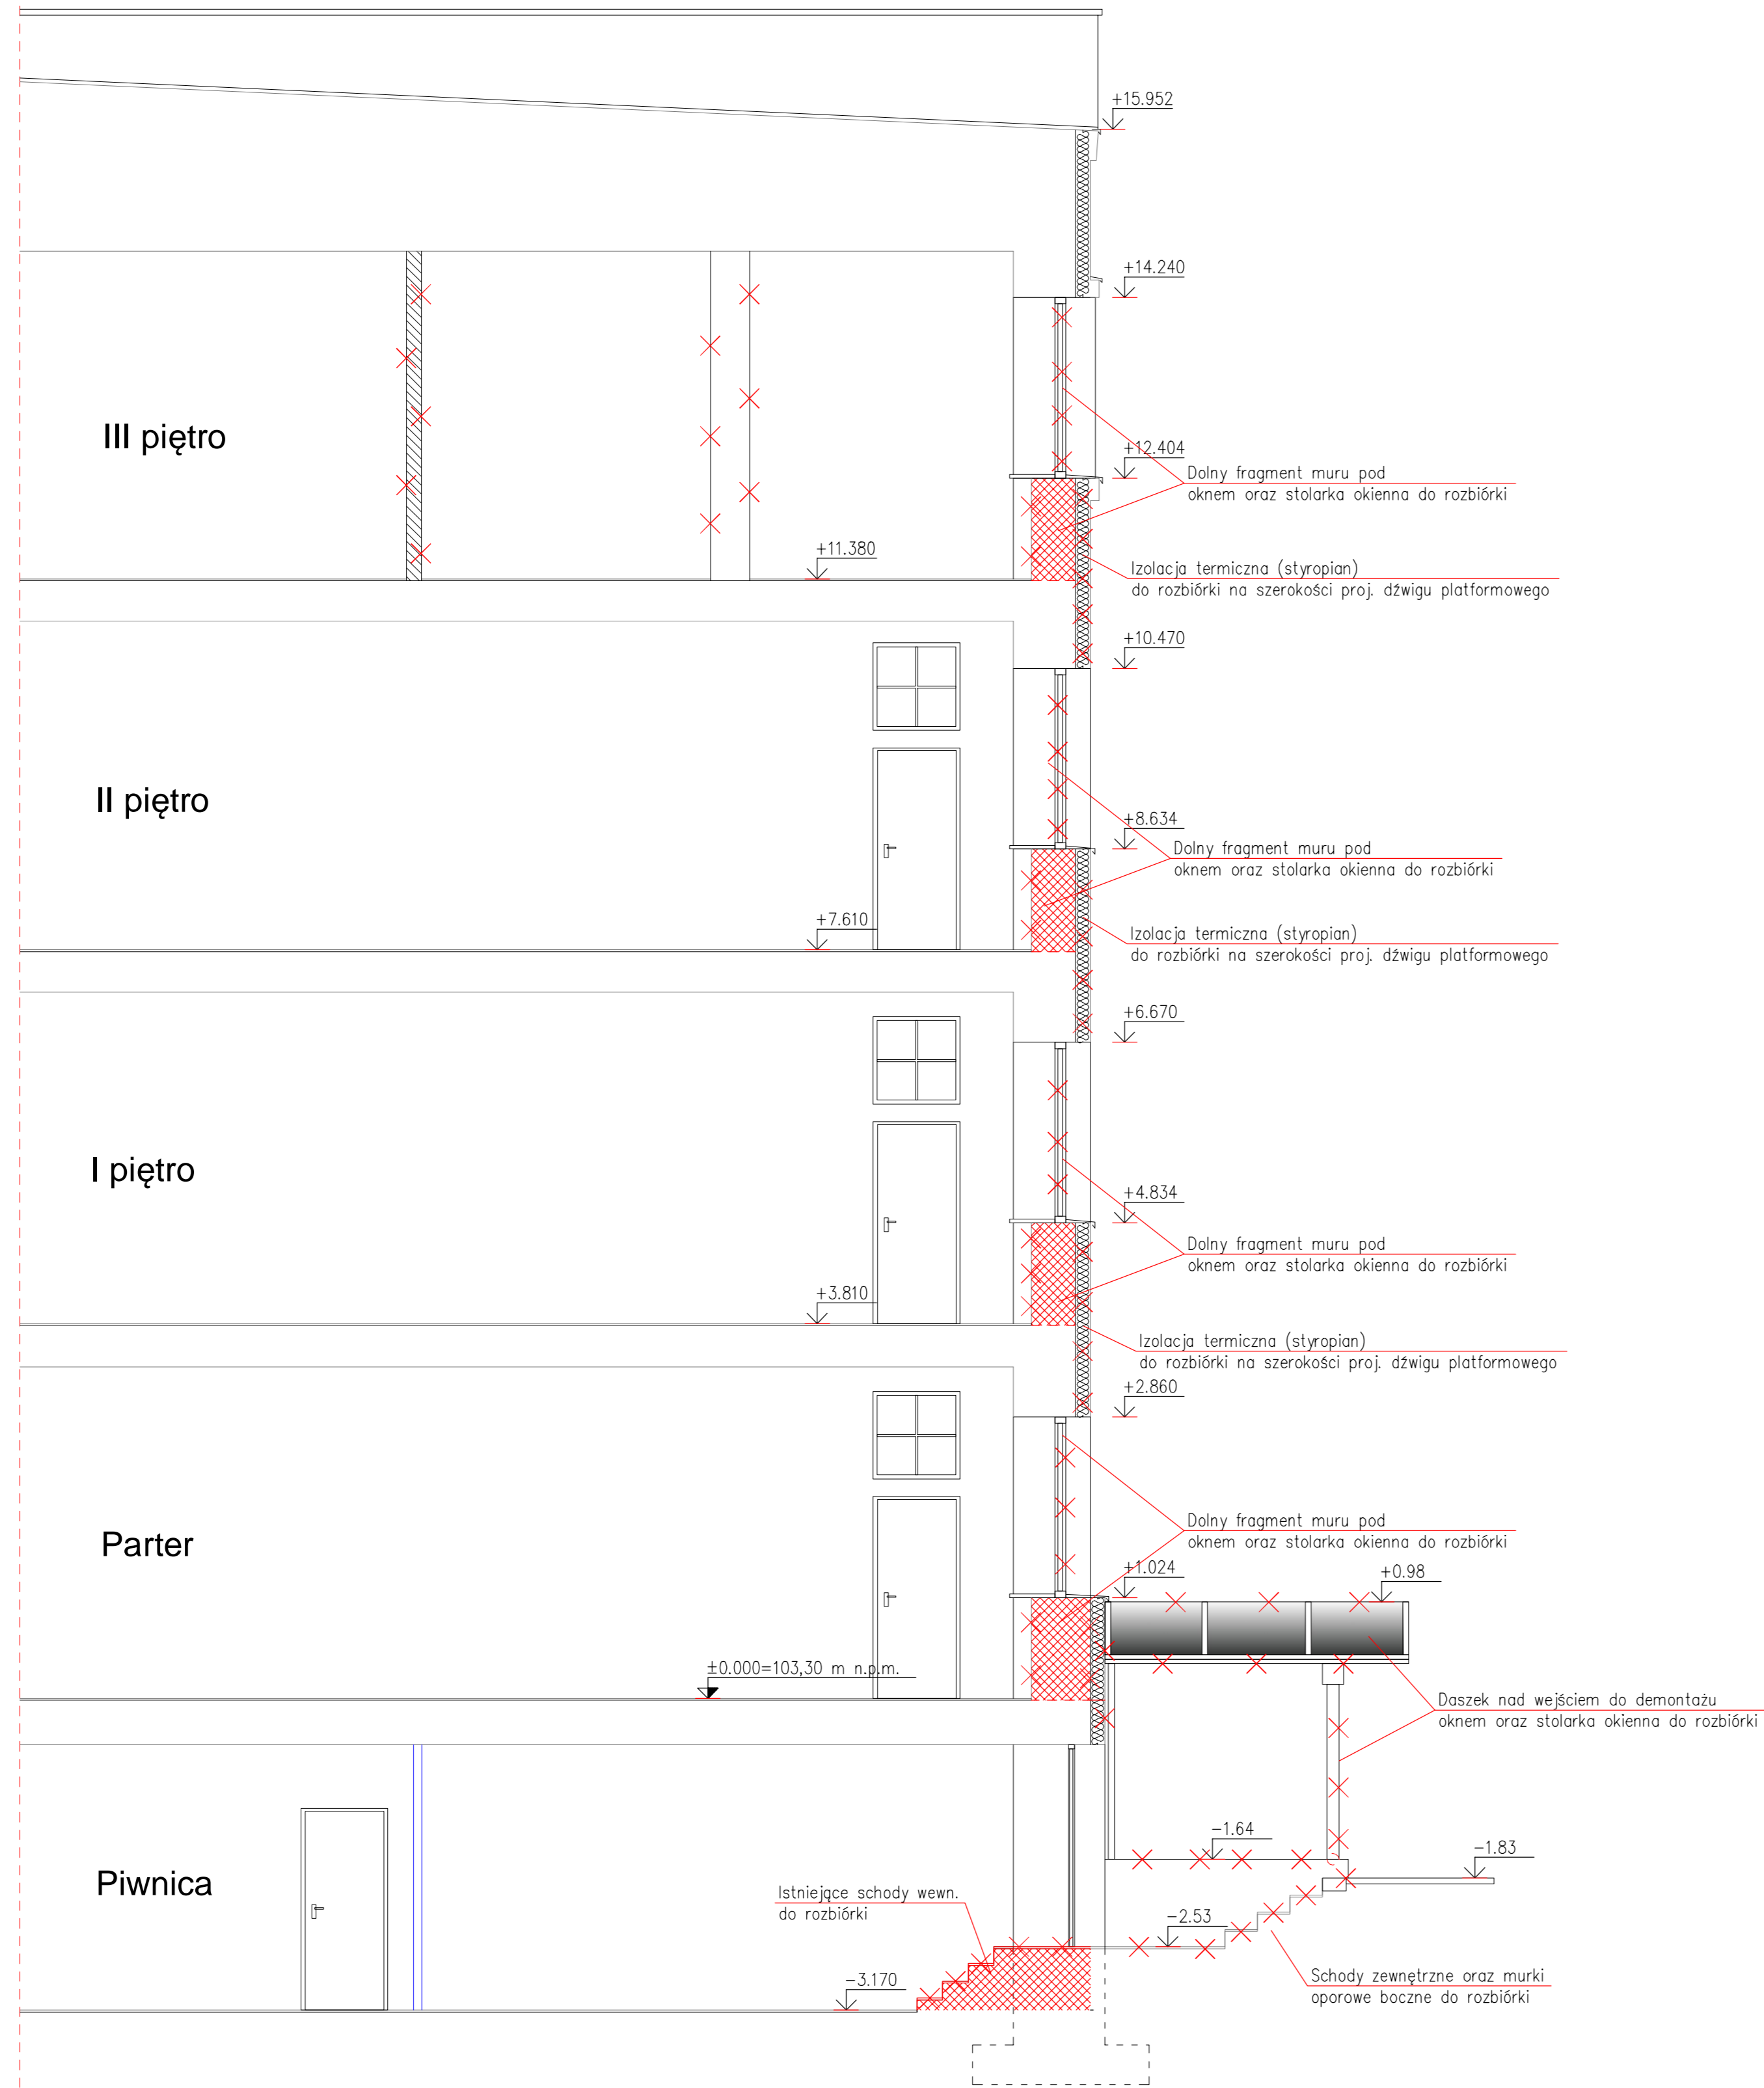 +15.952
+14.240
III piętro
+12.404
Dolny fragment muru pod
oknem oraz stolarka okienna do rozbiórki
+11.380
Izolacja termiczna (styropian)
do rozbiórki na szerokości proj. dźwigu platformowego
+10.470
II piętro
+8.634
Dolny fragment muru pod
oknem oraz stolarka okienna do rozbiórki
+7.610
Izolacja termiczna (styropian)
do rozbiórki na szerokości proj. dźwigu platformowego
+6.670
I piętro
+4.834
Dolny fragment muru pod
oknem oraz stolarka okienna do rozbiórki
+3.810
Izolacja termiczna (styropian)
do rozbiórki na szerokości proj. dźwigu platformowego
+2.860
Parter
Dolny fragment muru pod
oknem oraz stolarka okienna do rozbiórki
+1.024
+0.98
±0.000=103,30 m n.p.m.
Daszek nad wejściem do demontażu
oknem oraz stolarka okienna do rozbiórki
-1.64
-1.83
Piwnica
Istniejące schody wewn.
do rozbiórki
-2.53
-3.170
Schody zewnętrzne oraz murki
oporowe boczne do rozbiórki